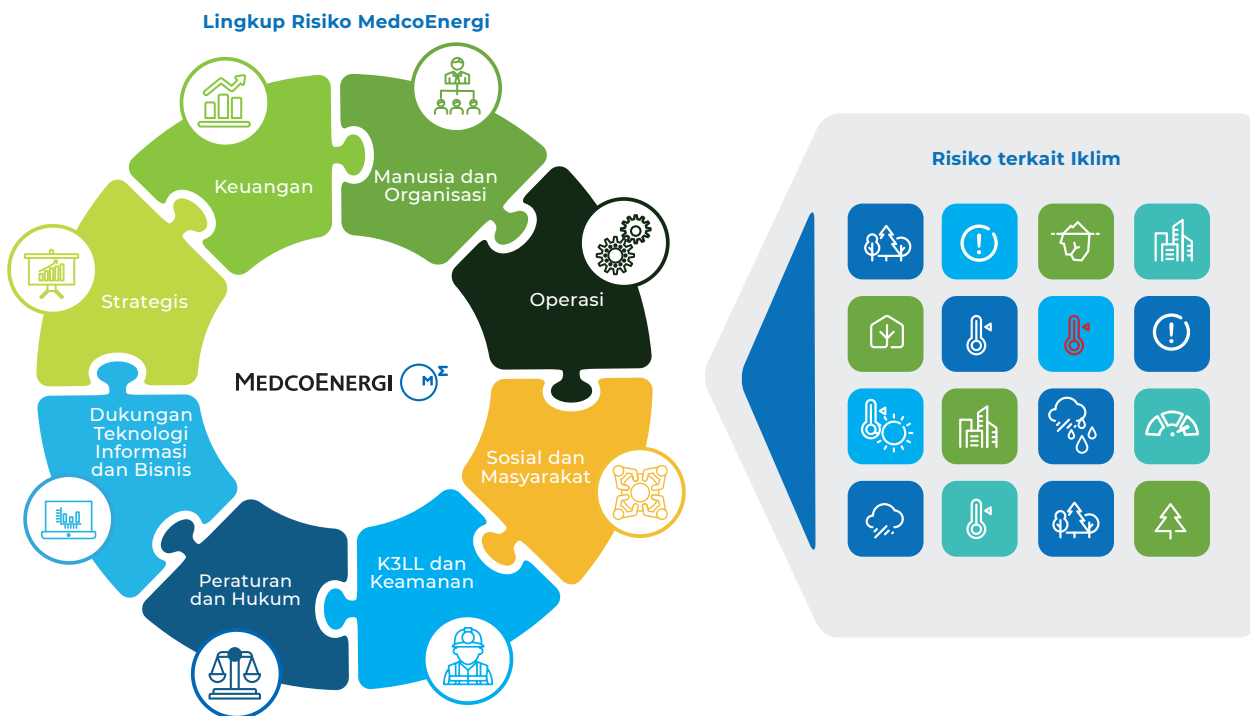 Lingkup Risiko MedcoEnergi
Keuangan
Manusia dan
Organisasi
Operasi
Sosial dan
Masyarakat
K3LL dan
Keamanan
Peraturan
dan Hukum
Dukungan
Teknologi
Informasi
dan Bisnis
Strategis
MEDCOENERGI
M Σ
Risiko terkait Iklim